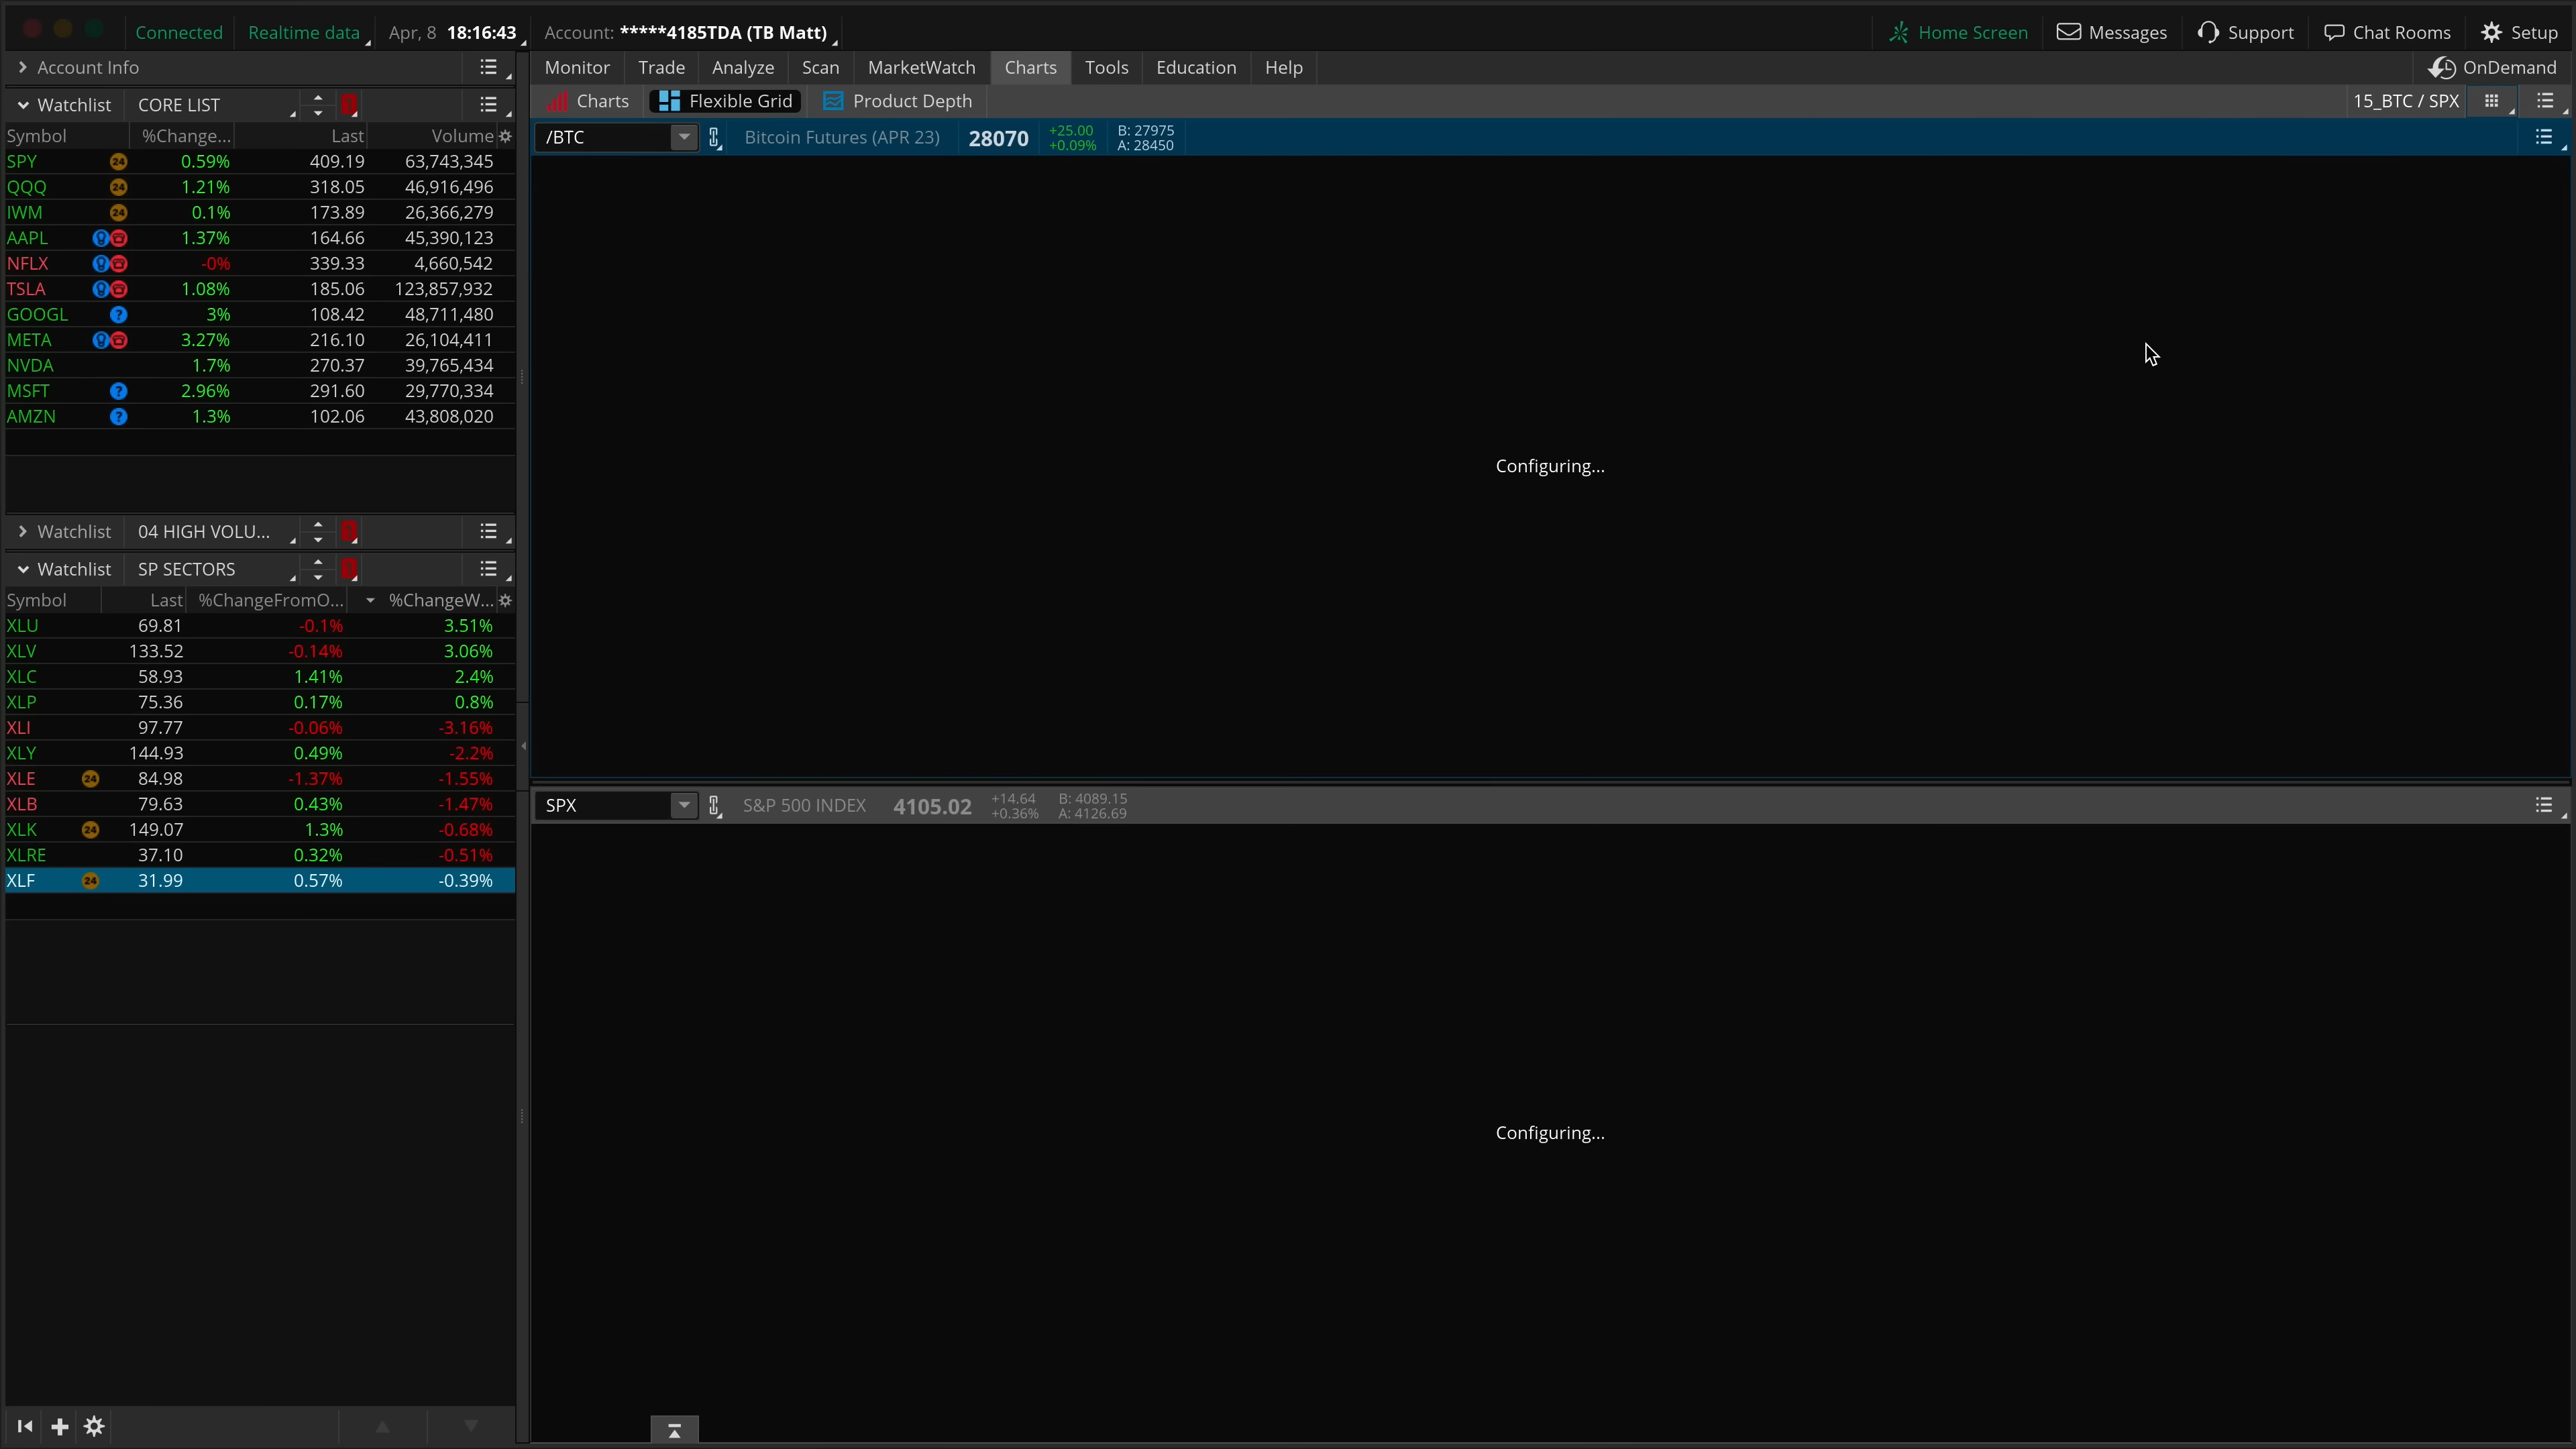 Connected Realtime data Apr, 8 18:16:43 Account: *****4185TDA (TB Matt) Home Screen Messages Support Chat Rooms Setup
Account Info
Monitor Trade Analyze Scan MarketWatch Charts Tools Education Help OnDemand
Watchlist CORE LIST
Charts Flexible Grid Product Depth 15_BTC / SPX
Symbol %Change... Last Volume
/BTC Bitcoin Futures (APR 23) 28070 +25.00 +0.09% B: 27975 A: 28450
SPY 24 0.59% 409.19 63,743,345
QQQ 24 1.21% 318.05 46,916,496
IWM 24 0.1% 173.89 26,366,279
AAPL 1.37% 164.66 45,390,123
NFLX -0% 339.33 4,660,542
TSLA 1.08% 185.06 123,857,932
GOOGL ? 3% 108.42 48,711,480
META 3.27% 216.10 26,104,411
NVDA 1.7% 270.37 39,765,434
MSFT ? 2.96% 291.60 29,770,334
AMZN ? 1.3% 102.06 43,808,020
Configuring...
Watchlist 04 HIGH VOLU...
Watchlist SP SECTORS
Symbol Last %ChangeFromO... %ChangeW...
XLU 69.81 -0.1% 3.51%
XLV 133.52 -0.14% 3.06%
XLC 58.93 1.41% 2.4%
XLP 75.36 0.17% 0.8%
XLI 97.77 -0.06% -3.16%
XLY 144.93 0.49% -2.2%
XLE 24 84.98 -1.37% -1.55%
XLB 79.63 0.43% -1.47%
XLK 24 149.07 1.3% -0.68%
XLRE 37.10 0.32% -0.51%
XLF 24 31.99 0.57% -0.39%
SPX S&P 500 INDEX 4105.02 +14.64 +0.36% B: 4089.15 A: 4126.69
Configuring...